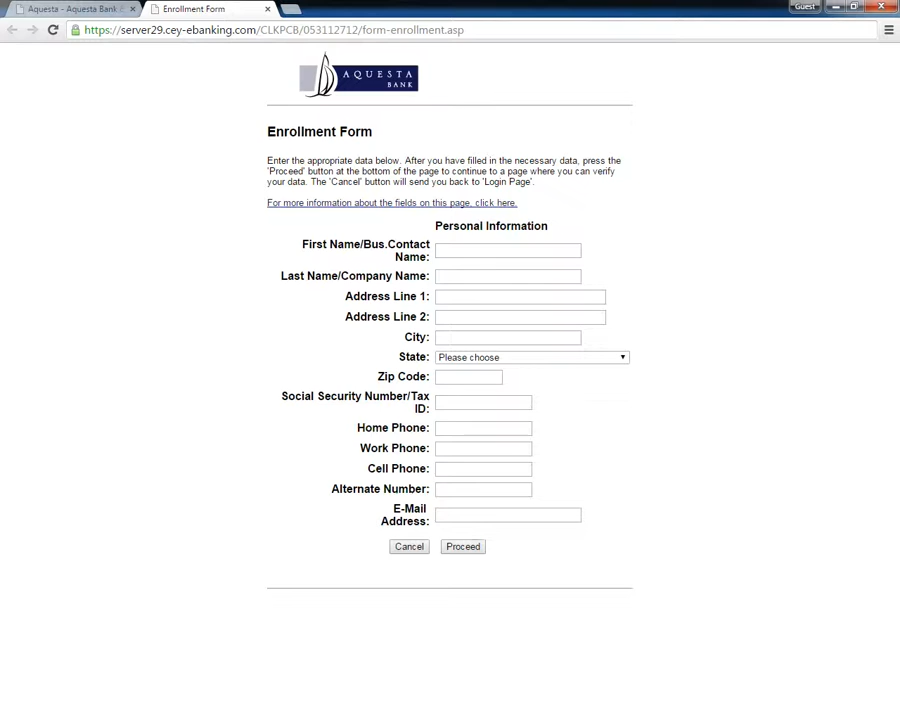 Aquesta - Aquesta Bank
Enrollment Form
Guest
https://server29.cey-ebanking.com/CLKPCB/053112712/form-enrollment.asp
AQUESTA
BANK
Enrollment Form
Enter the appropriate data below. After you have filled in the necessary data, press the
'Proceed' button at the bottom of the page to continue to a page where you can verify
your data. The 'Cancel' button will send you back to 'Login Page'.
For more information about the fields on this page, click here.
Personal Information
First Name/Bus.Contact
Name:
Last Name/Company Name:
Address Line 1:
Address Line 2:
City:
State: Please choose
Zip Code:
Social Security Number/Tax
ID:
Home Phone:
Work Phone:
Cell Phone:
Alternate Number:
E-Mail
Address:
Cancel Proceed